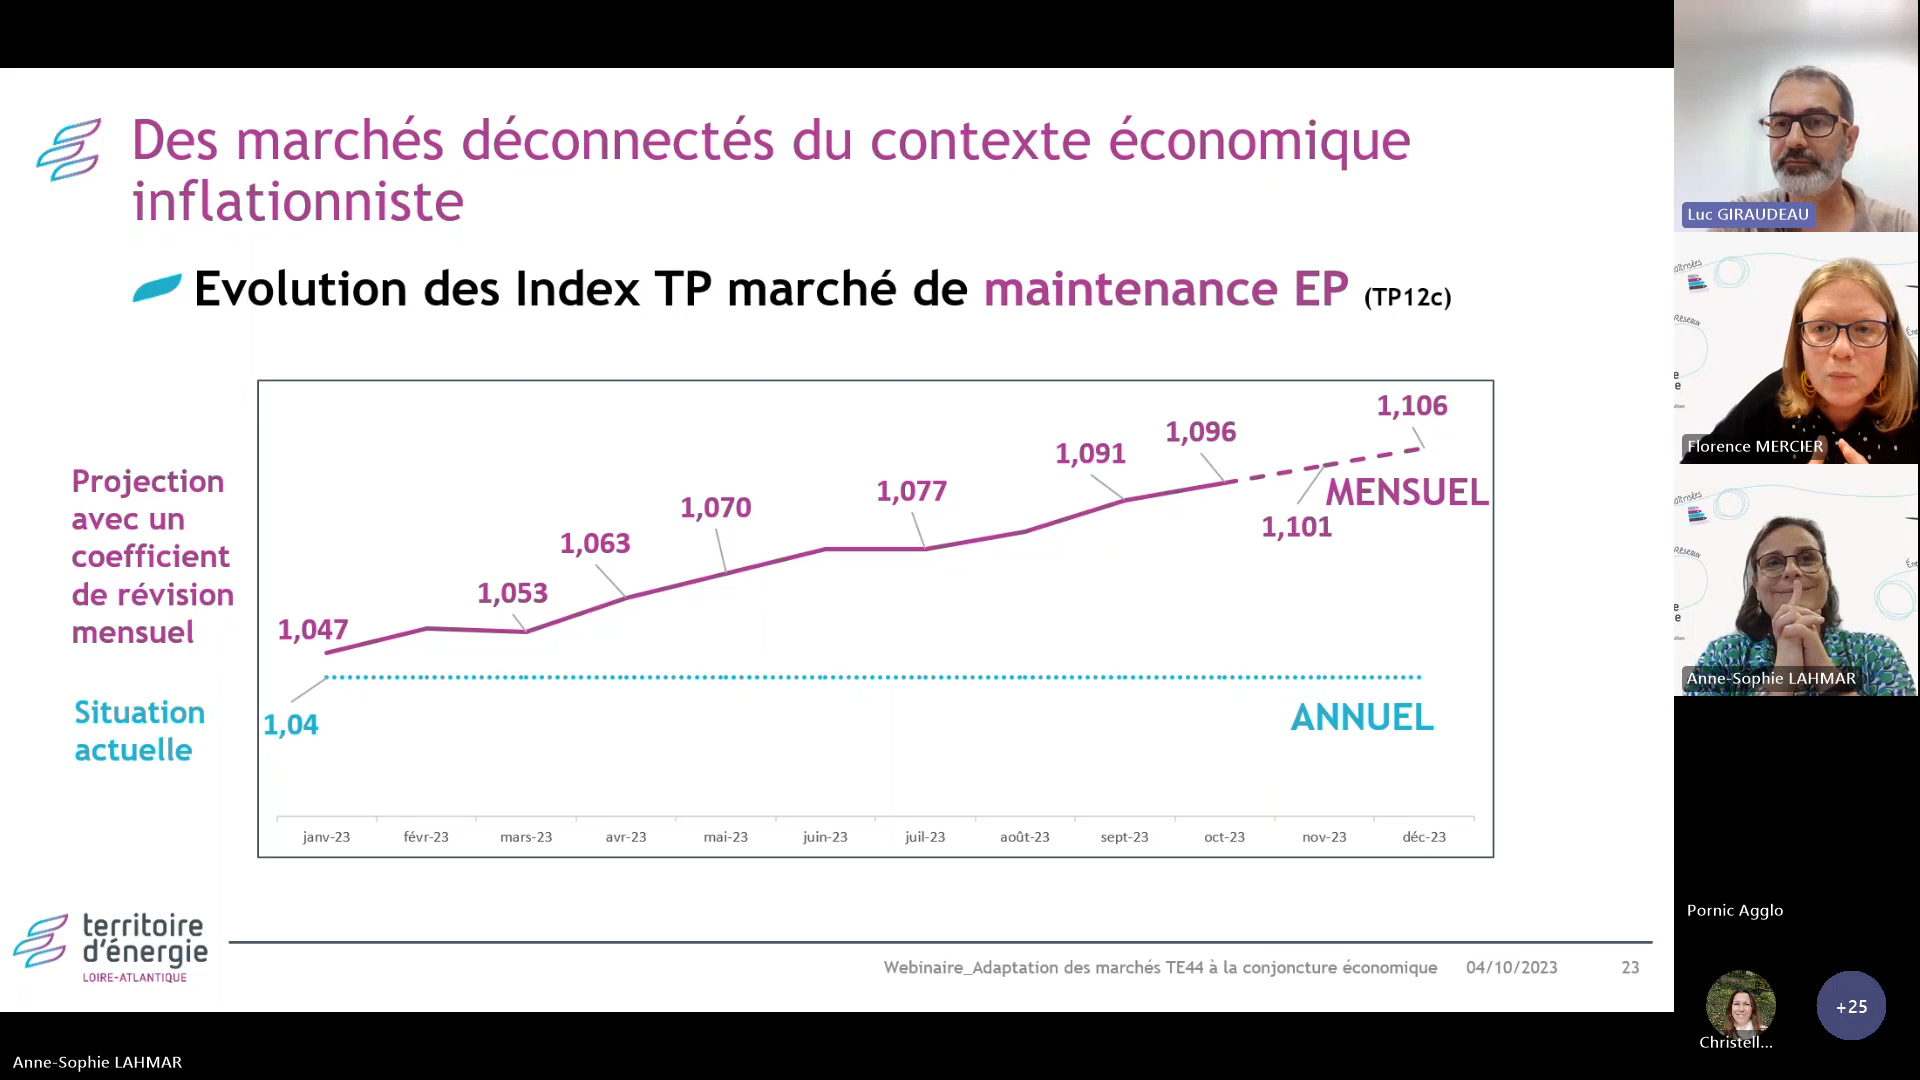 Des marchés déconnectés du contexte économique
inflationniste
Evolution des Index TP marché de maintenance EP (TP12c)
Projection
avec un
coefficient
de révision
mensuel
Situation
actuelle
1,047
1,053
1,063
1,070
1,077
1,091
1,096
1,101
1,106
MENSUEL
1,04
ANNUEL
janv-23 févr-23 mars-23 avr-23 mai-23 juin-23 juil-23 août-23 sept-23 oct-23 nov-23 déc-23
territoire
d'énergie
LOIRE-ATLANTIQUE
Webinaire_Adaptation des marchés TE44 à la conjoncture économique 04/10/2023 23
Luc GIRAUDEAU
Réseaux
Florence MERCIER
Réseaux
Anne-Sophie LAHMAR
Pornic Agglo
Christell...
+25
Anne-Sophie LAHMAR